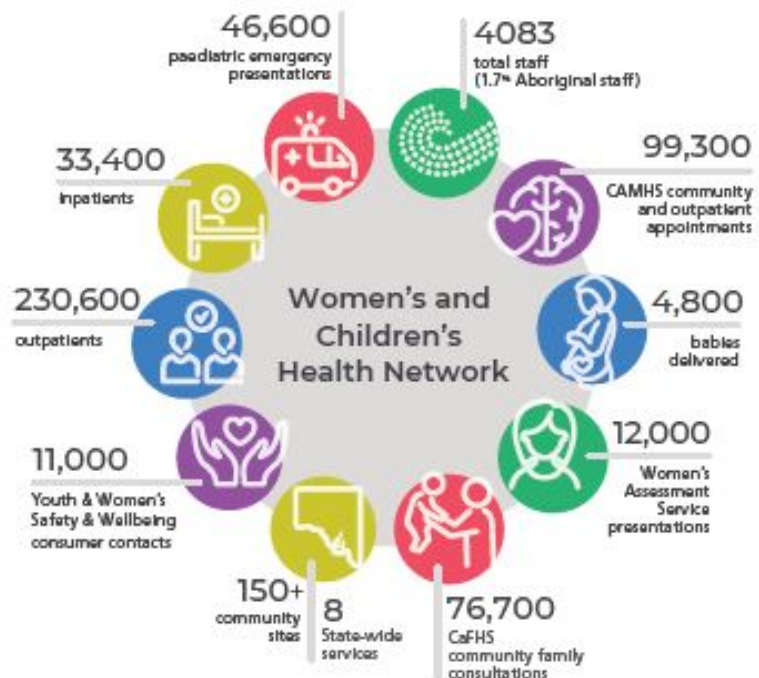 46,600
paediatric emergency
presentations
4083
total staff
(1.7% Aboriginal staff)
99,300
CAMHS community
and outpatient
appointments
4,800
babies
delivered
12,000
Women's
Assessment
Service
presentations
76,700
CaFHS
community family
consultations
8
State-wide
services
150+
community
sites
11,000
Youth & Women's
Safety & Wellbeing
consumer contacts
230,600
outpatients
33,400
Inpatients
Women's and
Children's
Health Network